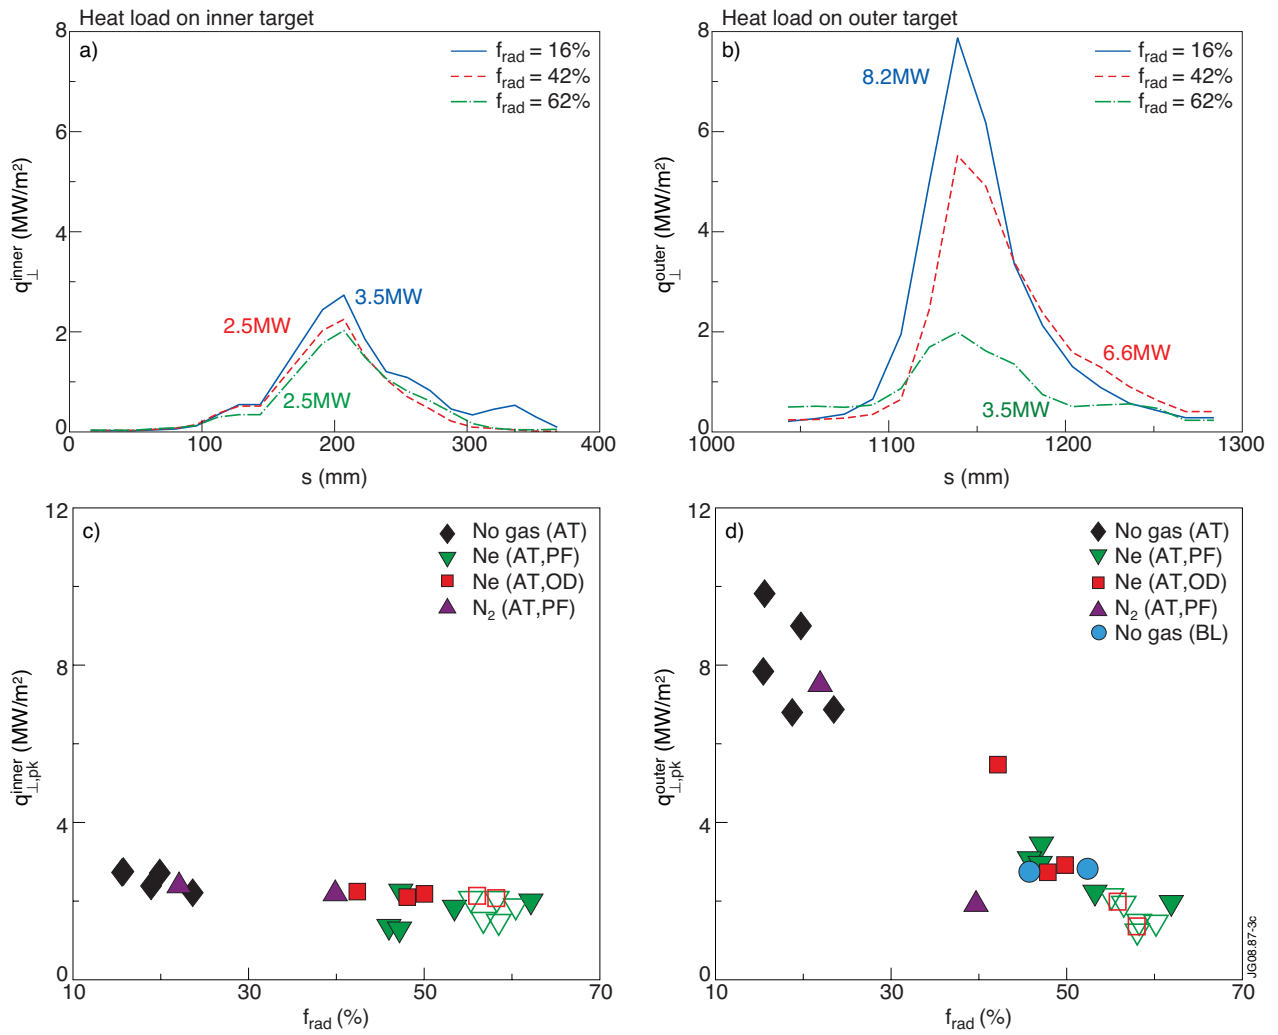 Heat load on inner target
8
a)
f_rad = 16%
f_rad = 42%
f_rad = 62%
6
4
2
0
q⊥^inner (MW/m²)
3.5MW
2.5MW
2.5MW
0 100 200 300 400
s (mm)
Heat load on outer target
8
b)
f_rad = 16%
f_rad = 42%
f_rad = 62%
8.2MW
6
4
2
0
q⊥^outer (MW/m²)
6.6MW
3.5MW
1000 1100 1200 1300
s (mm)
12
c)
No gas (AT)
Ne (AT,PF)
Ne (AT,OD)
N₂ (AT,PF)
10
8
4
0
q⊥,pk^inner (MW/m²)
10 30 50 70
f_rad (%)
12
d)
No gas (AT)
Ne (AT,PF)
Ne (AT,OD)
N₂ (AT,PF)
No gas (BL)
10
8
4
0
q⊥,pk^outer (MW/m²)
10 30 50 70
f_rad (%)
JG08.87-3c